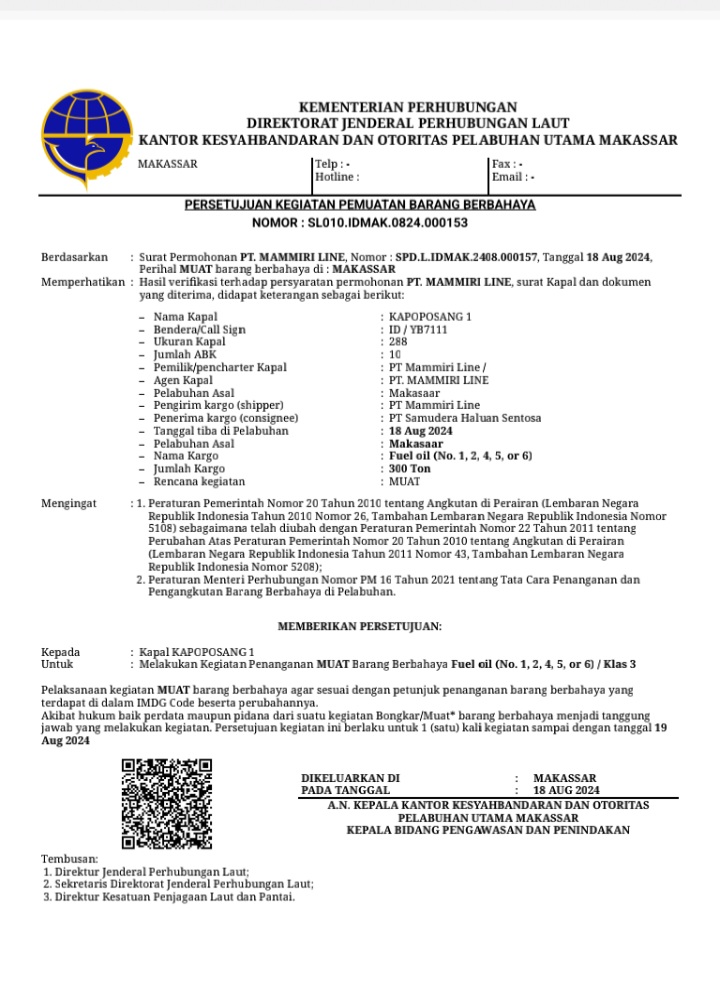 KEMENTERIAN PERHUBUNGAN
DIREKTORAT JENDERAL PERHUBUNGAN LAUT
KANTOR KESYAHBANDARAN DAN OTORITAS PELABUHAN UTAMA MAKASSAR
MAKASSAR Telp : - Fax : -
Hotline : Email : -
PERSETUJUAN KEGIATAN PEMUATAN BARANG BERBAHAYA
NOMOR : SL010.IDMAK.0824.000153
Berdasarkan : Surat Permohonan PT. MAMMIRI LINE, Nomor : SPD.L.IDMAK.2408.000157, Tanggal 18 Aug 2024,
Perihal MUAT barang berbahaya di : MAKASSAR
Memperhatikan : Hasil verifikasi terhadap persyaratan permohonan PT. MAMMIRI LINE, surat Kapal dan dokumen
yang diterima, didapat keterangan sebagai berikut:
– Nama Kapal : KAPOPOSANG 1
– Bendera/Call Sign : ID / YB7111
– Ukuran Kapal : 288
– Jumlah ABK : 10
– Pemilik/pencharter Kapal : PT Mammiri Line /
– Agen Kapal : PT. MAMMIRI LINE
– Pelabuhan Asal : Makasaar
– Pengirim kargo (shipper) : PT Mammiri Line
– Penerima kargo (consignee) : PT Samudera Haluan Sentosa
– Tanggal tiba di Pelabuhan : 18 Aug 2024
– Pelabuhan Asal : Makasaar
– Nama Kargo : Fuel oil (No. 1, 2, 4, 5, or 6)
– Jumlah Kargo : 300 Ton
– Rencana kegiatan : MUAT
Mengingat : 1. Peraturan Pemerintah Nomor 20 Tahun 2010 tentang Angkutan di Perairan (Lembaran Negara
Republik Indonesia Tahun 2010 Nomor 26, Tambahan Lembaran Negara Republik Indonesia Nomor
5108) sebagaimana telah diubah dengan Peraturan Pemerintah Nomor 22 Tahun 2011 tentang
Perubahan Atas Peraturan Pemerintah Nomor 20 Tahun 2010 tentang Angkutan di Perairan
(Lembaran Negara Republik Indonesia Tahun 2011 Nomor 43, Tambahan Lembaran Negara
Republik Indonesia Nomor 5208);
2. Peraturan Menteri Perhubungan Nomor PM 16 Tahun 2021 tentang Tata Cara Penanganan dan
Pengangkutan Barang Berbahaya di Pelabuhan.
MEMBERIKAN PERSETUJUAN:
Kepada : Kapal KAPOPOSANG 1
Untuk : Melakukan Kegiatan Penanganan MUAT Barang Berbahaya Fuel oil (No. 1, 2, 4, 5, or 6) / Klas 3
Pelaksanaan kegiatan MUAT barang berbahaya agar sesuai dengan petunjuk penanganan barang berbahaya yang
terdapat di dalam IMDG Code beserta perubahannya.
Akibat hukum baik perdata maupun pidana dari suatu kegiatan Bongkar/Muat* barang berbahaya menjadi tanggung
jawab yang melakukan kegiatan. Persetujuan kegiatan ini berlaku untuk 1 (satu) kali kegiatan sampai dengan tanggal 19
Aug 2024
DIKELUARKAN DI : MAKASSAR
PADA TANGGAL : 18 AUG 2024
A.N. KEPALA KANTOR KESYAHBANDARAN DAN OTORITAS
PELABUHAN UTAMA MAKASSAR
KEPALA BIDANG PENGAWASAN DAN PENINDAKAN
Tembusan:
1. Direktur Jenderal Perhubungan Laut;
2. Sekretaris Direktorat Jenderal Perhubungan Laut;
3. Direktur Kesatuan Penjagaan Laut dan Pantai.